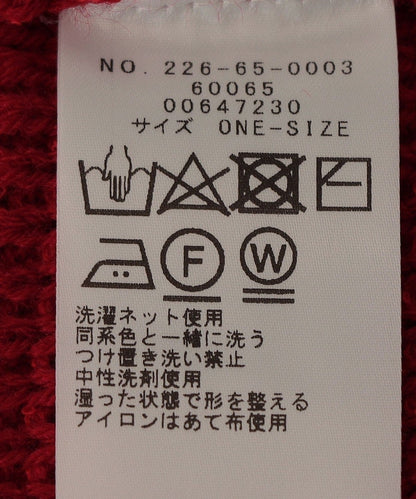 NO. 226-65-0003
60065
00647230
サイズ ONE-SIZE
F W
洗濯ネット使用
同系色と一緒に洗う
つけ置き洗い禁止
中性洗剤使用
湿った状態で形を整える
アイロンはあて布使用